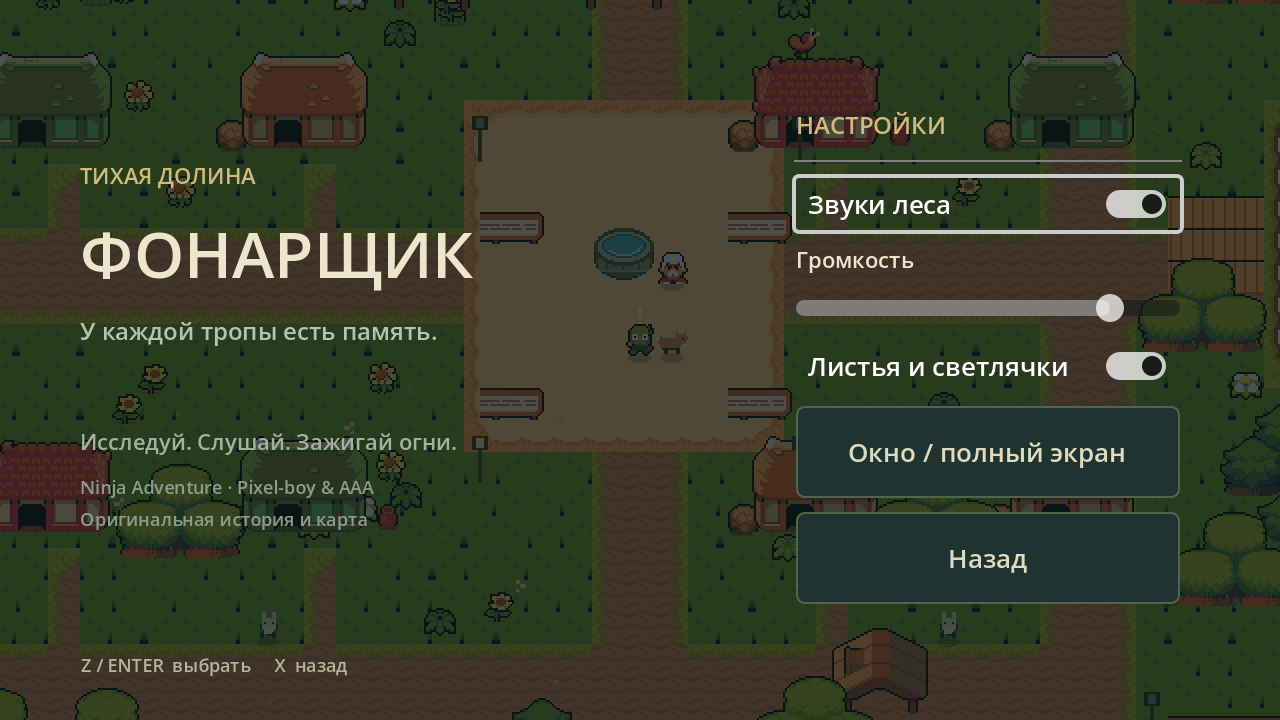 ТИХАЯ ДОЛИНА
ФОНАРЩИК
У каждой тропы есть память.
Исследуй. Слушай. Зажигай огни.
Ninja Adventure · Pixel-boy & AAA
Оригинальная история и карта
Z / ENTER выбрать X назад
НАСТРОЙКИ
Звуки леса
Громкость
Листья и светлячки
Окно / полный экран
Назад